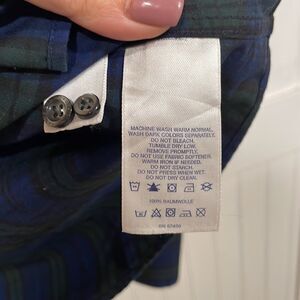 MACHINE WASH WARM NORMAL.
WASH DARK COLORS SEPARATELY.
DO NOT BLEACH.
TUMBLE DRY LOW.
REMOVE PROMPTLY.
DO NOT USE FABRIC SOFTENER.
WARM IRON IF NEEDED.
DO NOT STARCH.
DO NOT PRESS WHEN WET.
DO NOT DRY CLEAN.
100% BAUMWOLLE